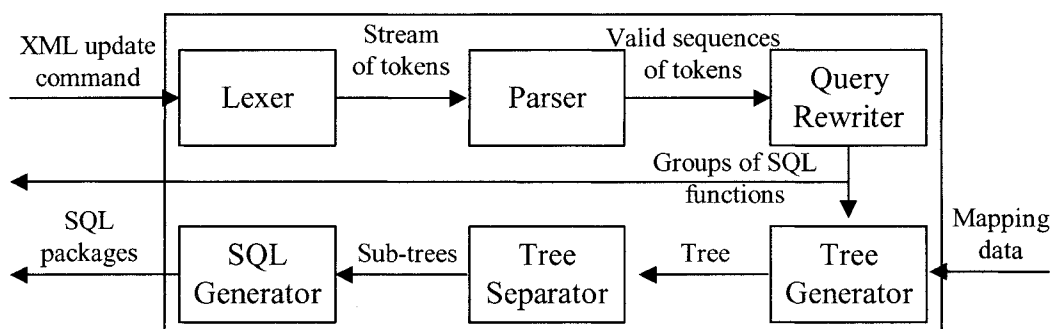 XML update
command
Lexer
Stream
of tokens
Parser
Valid sequences
of tokens
Query
Rewriter
Groups of SQL
functions
SQL
packages
SQL
Generator
Sub-trees
Tree
Separator
Tree
Tree
Generator
Mapping
data